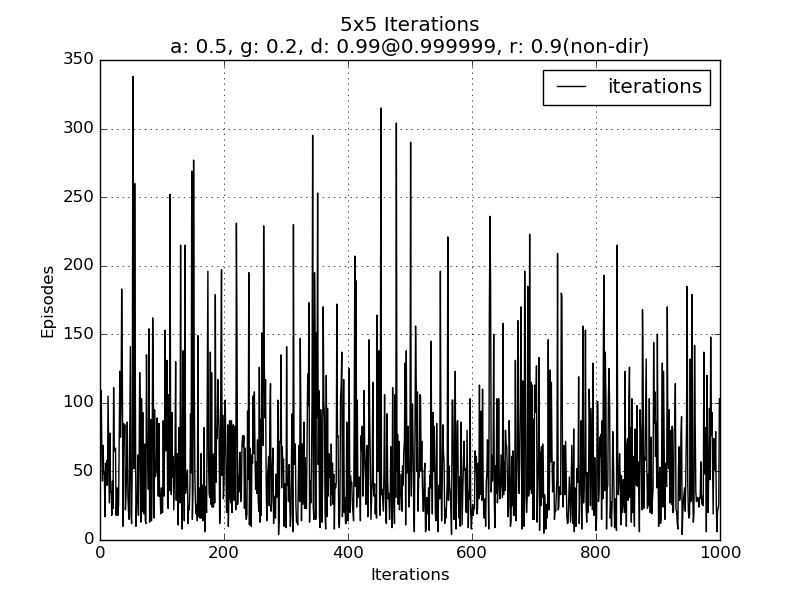 5x5 Iterations
a: 0.5, g: 0.2, d: 0.99@0.999999, r: 0.9(non-dir)
iterations
350
300
250
200
150
100
50
0
Episodes
0 200 400 600 800 1000
Iterations